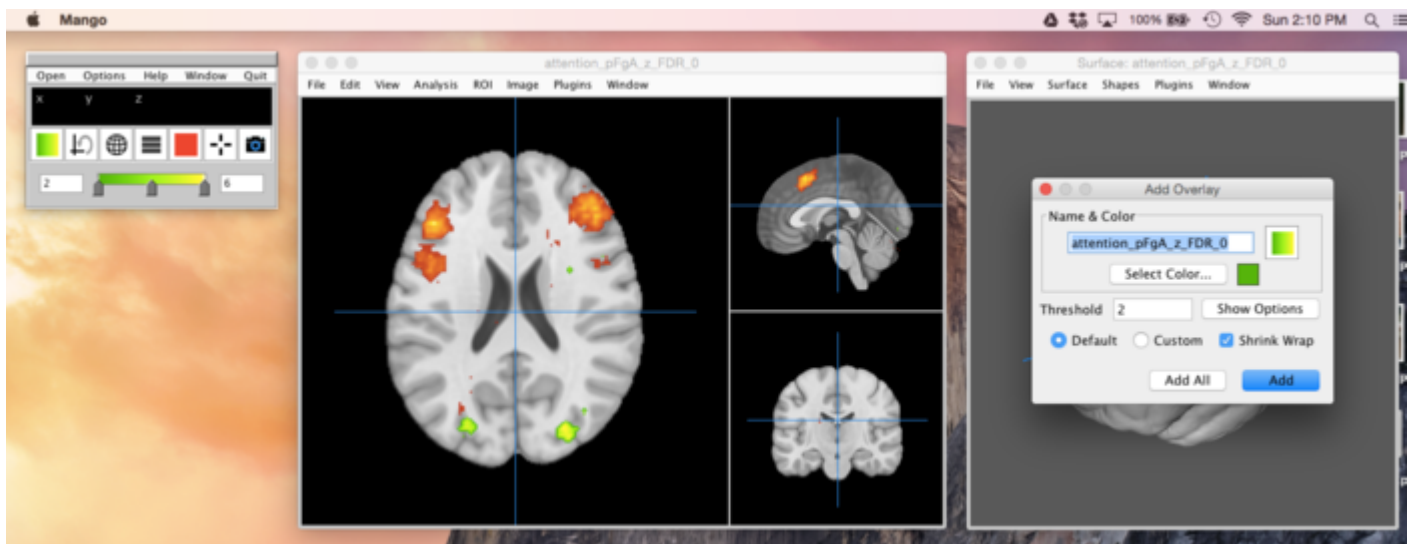 Mango 100% Sun 2:10 PM
Open Options Help Window Quit
x y z
2 6
attention_pFgA_z_FDR_0
File Edit View Analysis ROI Image Plugins Window
Surface: attention_pFgA_z_FDR_0
File View Surface Shapes Plugins Window
Add Overlay
Name & Color
attention_pFgA_z_FDR_0
Select Color...
Threshold 2 Show Options
Default Custom Shrink Wrap
Add All Add